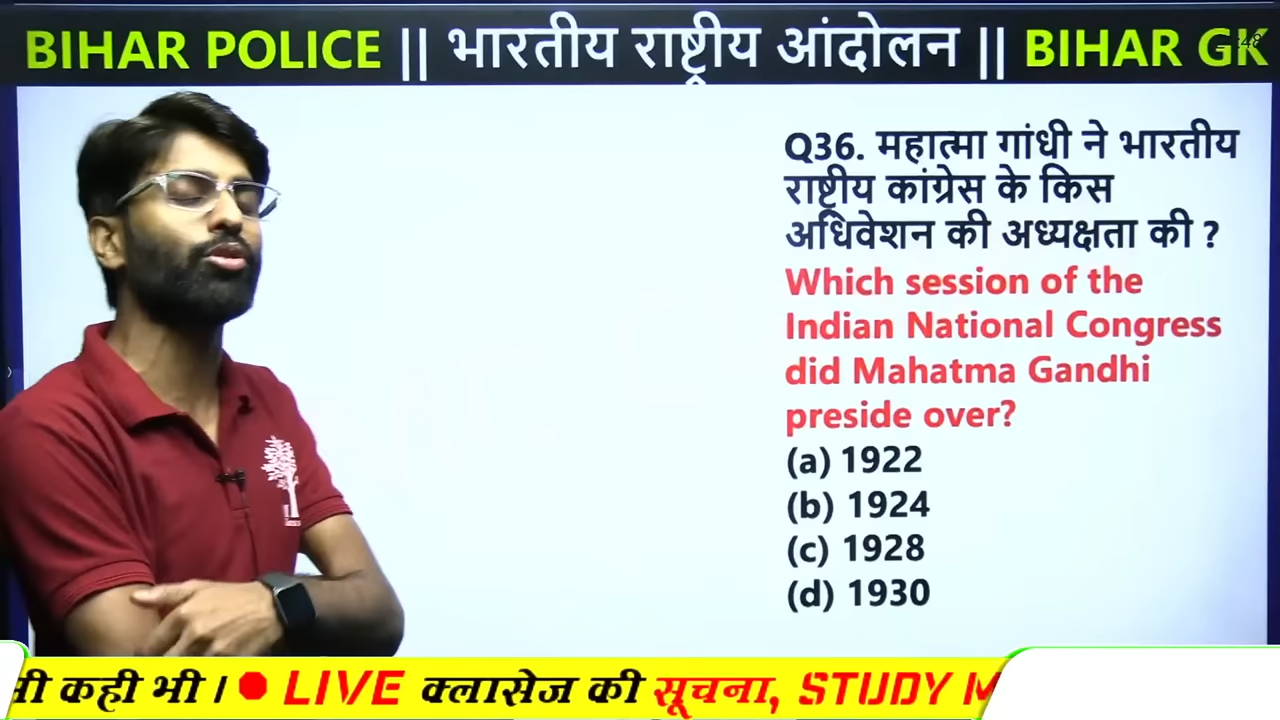 BIHAR POLICE || भारतीय राष्ट्रीय आंदोलन || BIHAR GK
Q36. महात्मा गांधी ने भारतीय
राष्ट्रीय कांग्रेस के किस
अधिवेशन की अध्यक्षता की ?
Which session of the
Indian National Congress
did Mahatma Gandhi
preside over?
(a) 1922
(b) 1924
(c) 1928
(d) 1930
कही भी । LIVE क्लासेज की सूचना, STUDY